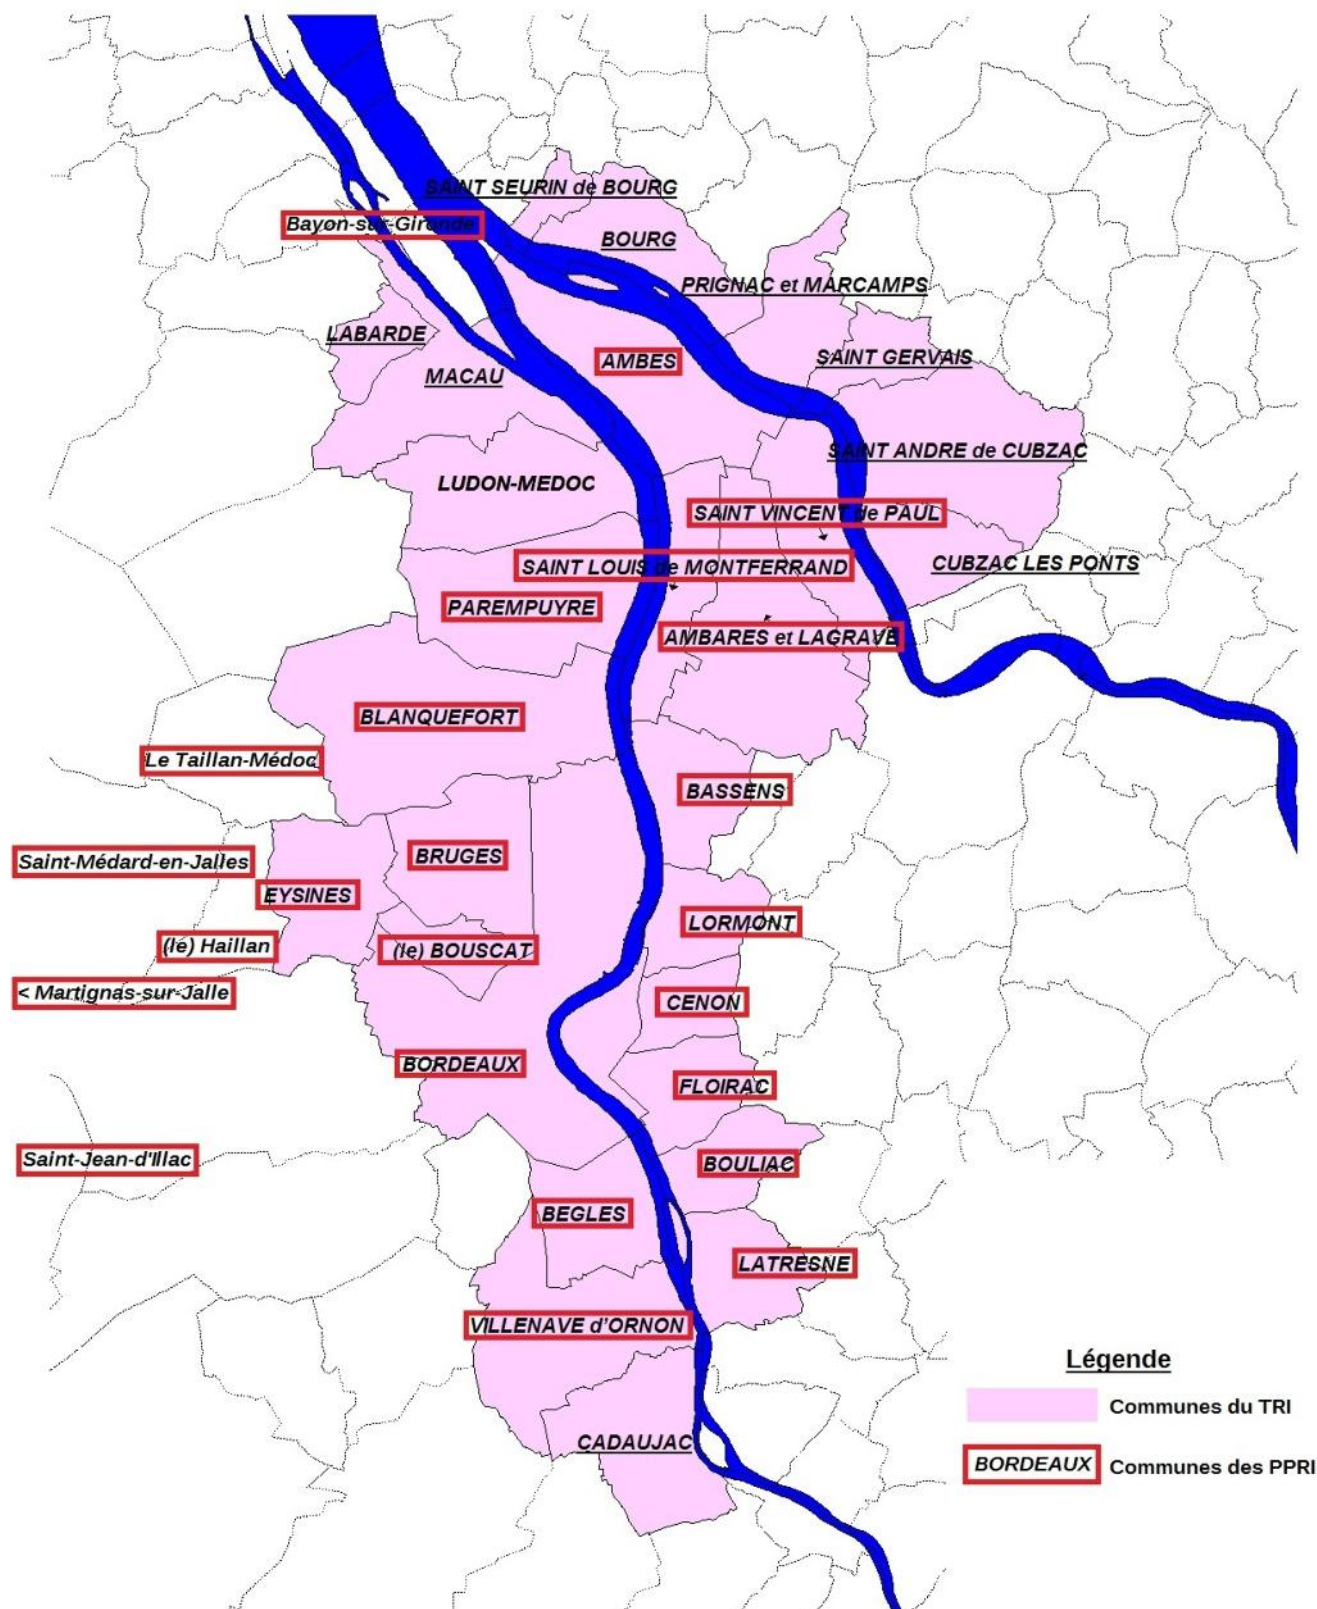 SAINT SEURIN de BOURG
Bayon-sur-Gironde
BOURG
PRIGNAC et MARCAMPS
LABARDE
AMBES
SAINT GERVAIS
MACAU
SAINT ANDRE de CUBZAC
LUDON-MEDOC
SAINT VINCENT de PAUL
SAINT LOUIS de MONTFERRAND
CUBZAC LES PONTS
PAREMPUYRE
AMBARES et LAGRAVE
BLANQUEFORT
Le Taillan-Médoc
BASSENS
Saint-Médard-en-Jalles
BRUGES
EYSINES
LORMONT
(le) Haillan
(le) BOUSCAT
< Martignas-sur-Jalle
CENON
BORDEAUX
FLOIRAC
Saint-Jean-d'Illac
BOULIAC
BEGLES
LATRESNE
VILLENAVE d'ORNON
Légende
Communes du TRI
CADAUJAC
BORDEAUX Communes des PPRI